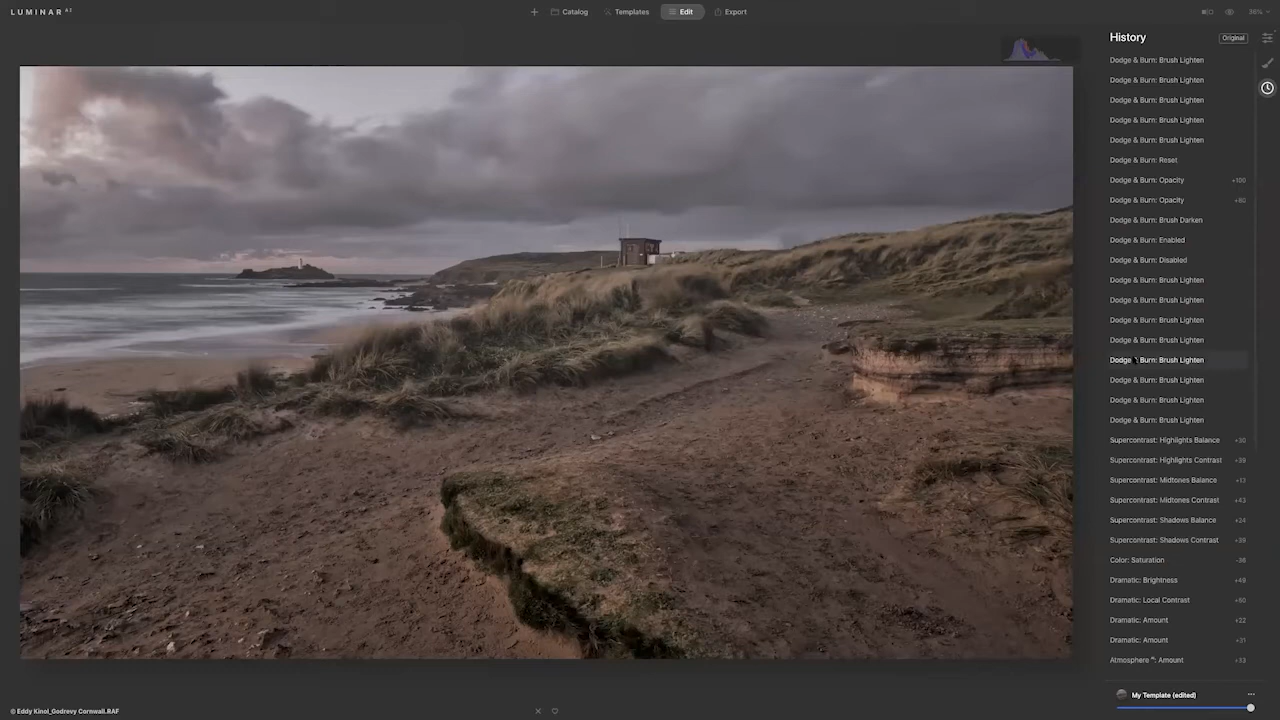 LUMINAR AI
Catalog
Templates
Edit
Export
36%
History
Original
Dodge & Burn: Brush Lighten
Dodge & Burn: Brush Lighten
Dodge & Burn: Brush Lighten
Dodge & Burn: Brush Lighten
Dodge & Burn: Brush Lighten
Dodge & Burn: Reset
Dodge & Burn: Opacity +100
Dodge & Burn: Opacity +80
Dodge & Burn: Brush Darken
Dodge & Burn: Enabled
Dodge & Burn: Disabled
Dodge & Burn: Brush Lighten
Dodge & Burn: Brush Lighten
Dodge & Burn: Brush Lighten
Dodge & Burn: Brush Lighten
Dodge & Burn: Brush Lighten
Dodge & Burn: Brush Lighten
Dodge & Burn: Brush Lighten
Dodge & Burn: Brush Lighten
Supercontrast: Highlights Balance +30
Supercontrast: Highlights Contrast +39
Supercontrast: Midtones Balance +13
Supercontrast: Midtones Contrast +43
Supercontrast: Shadows Balance +24
Supercontrast: Shadows Contrast +39
Color: Saturation -38
Dramatic: Brightness +49
Dramatic: Local Contrast +60
Dramatic: Amount +22
Dramatic: Amount +31
Atmosphere AI: Amount +33
My Template (edited)
© Eddy Kinol_Godrevy Cornwall.RAF